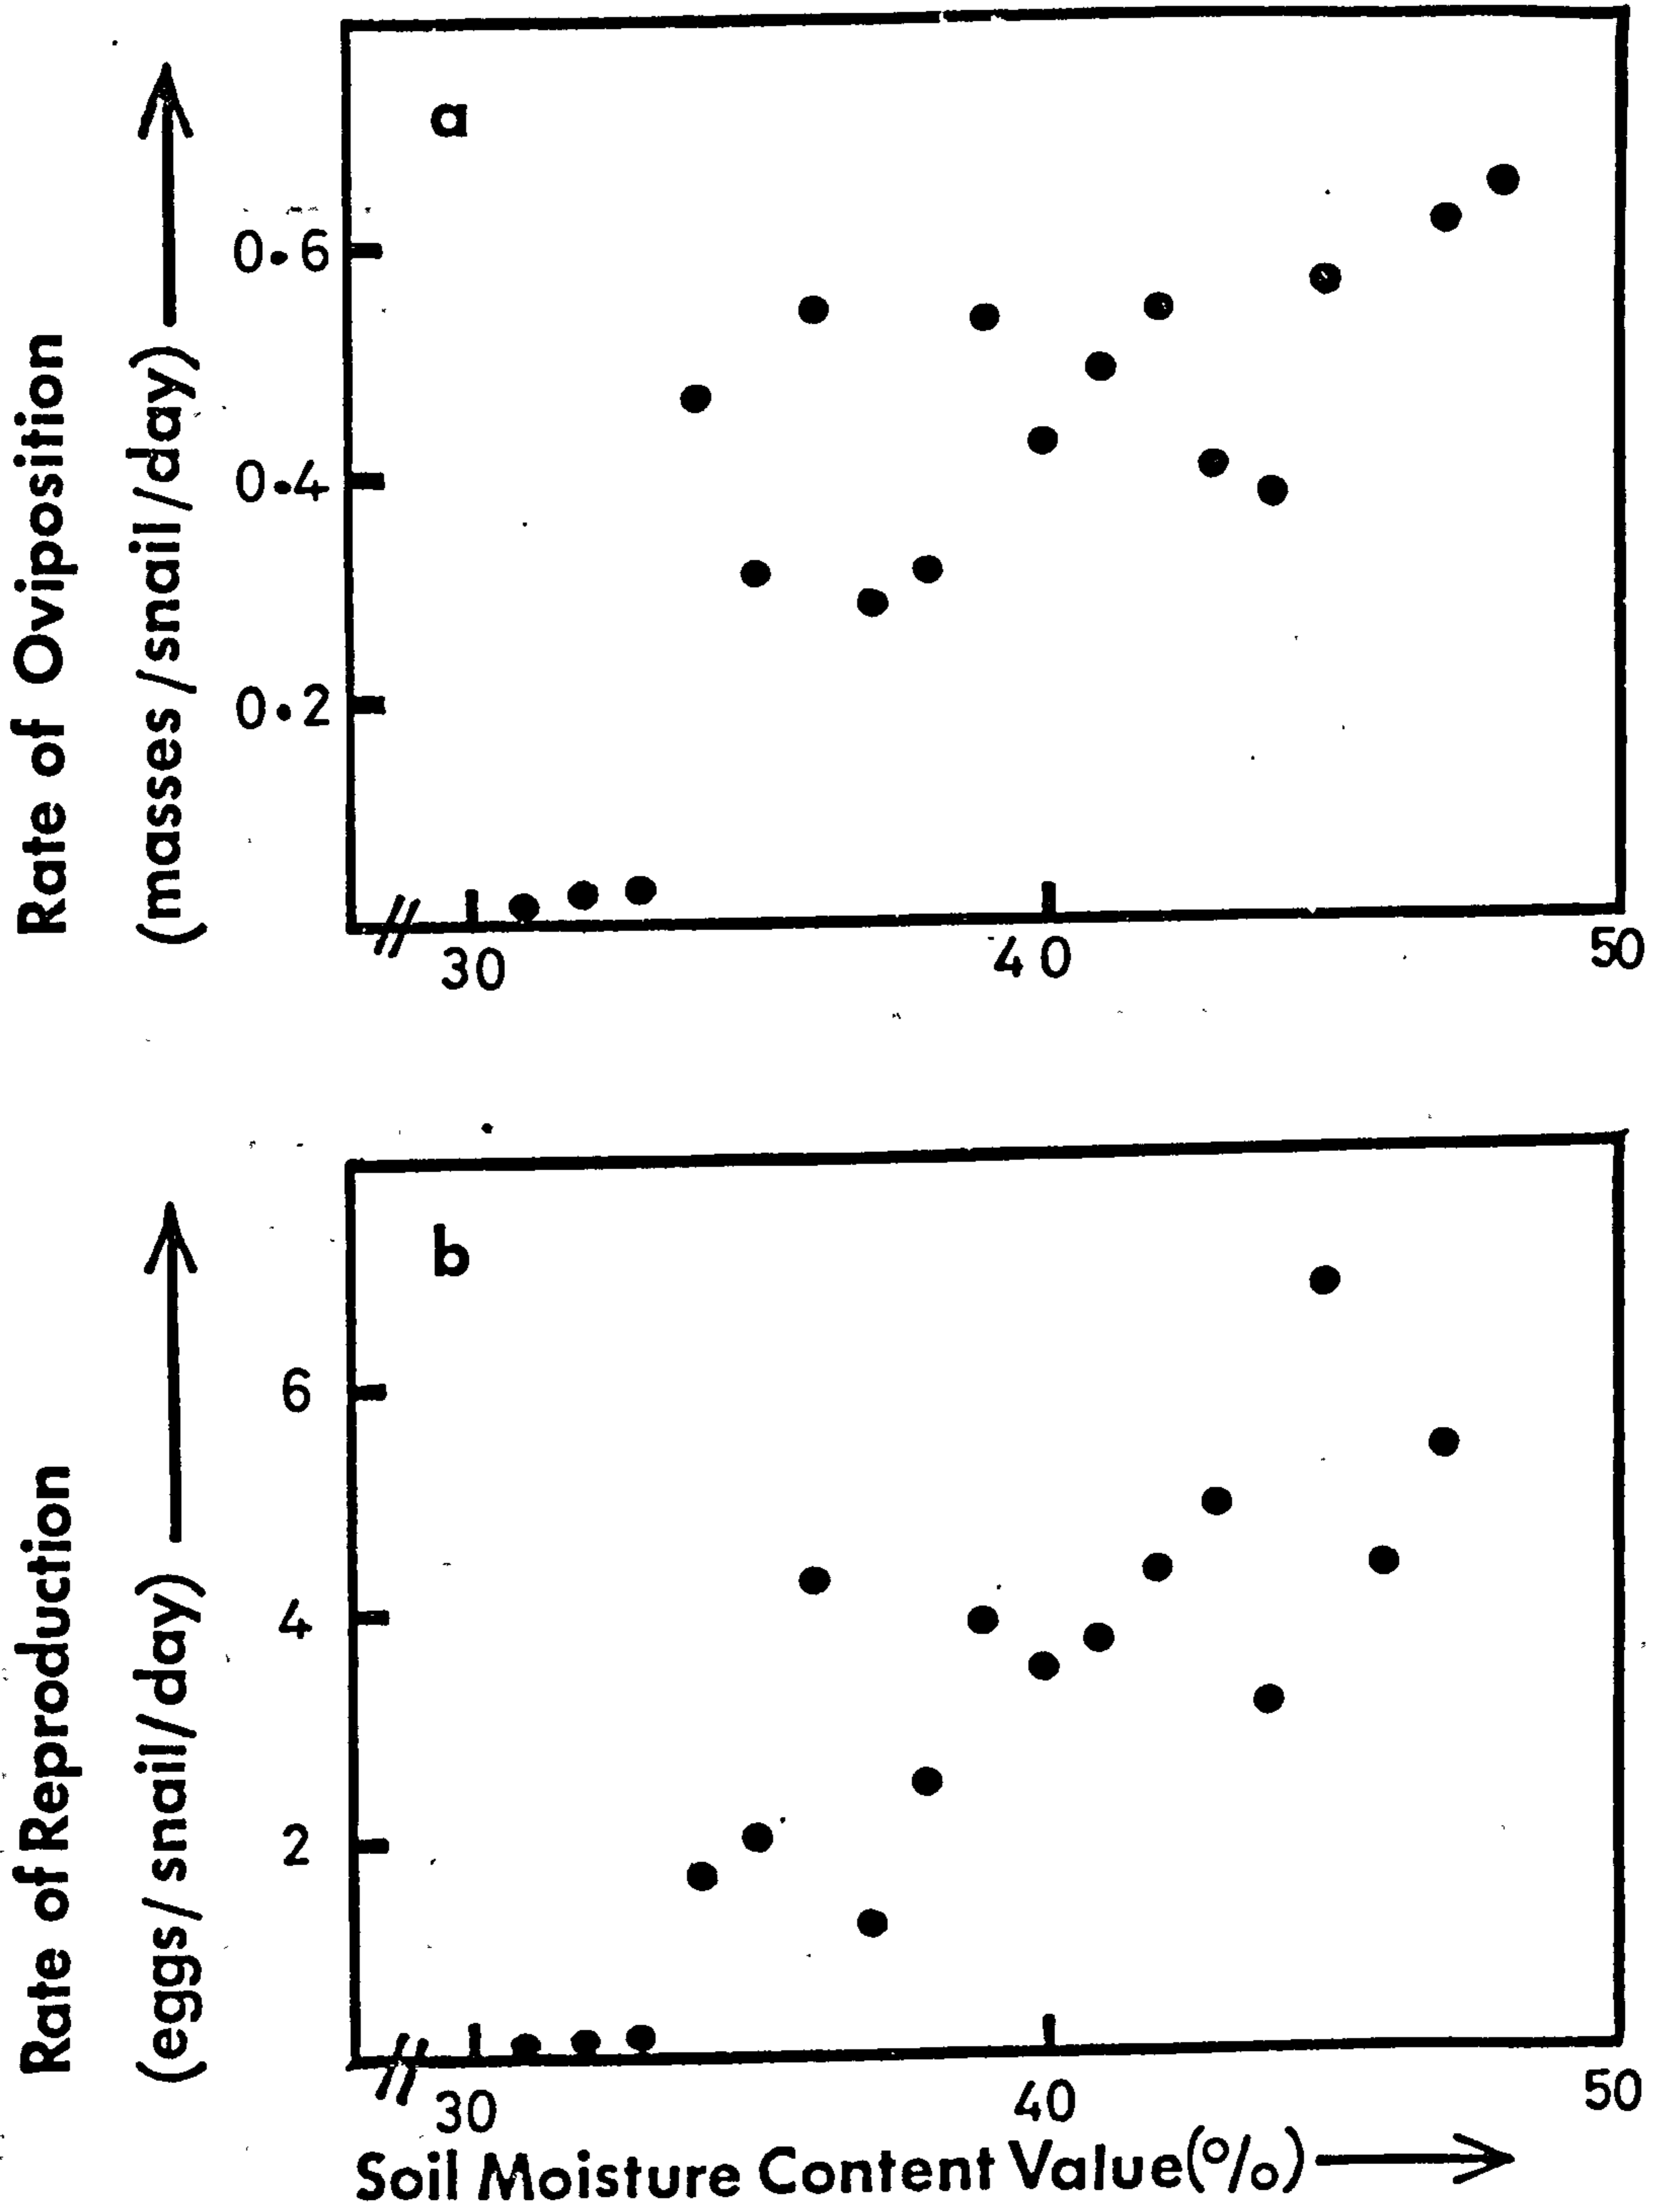 a
Rate of Oviposition
(masses/snail/day)
0.6
0.4
0.2
30 40 50
b
Rate of Reproduction
(eggs/snail/day)
6
4
2
30 40 50
Soil Moisture Content Value(%)